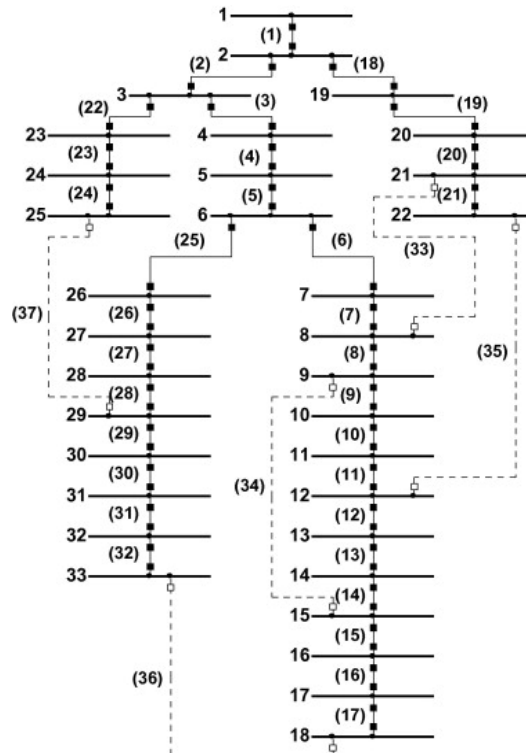 1
(1)
2
(2) (18)
3 19
(22) (3) (19)
23 4 20
(23) (4) (20)
24 5 21
(24) (5) (21)
25 6 22
(25) (6) (33)
26 7
(37) (26) (7)
27 8
(27) (8) (35)
28 9
(28) (9)
29 10
(29) (10)
30 11
(30) (11) (34)
31 12
(31) (12)
32 13
(32) (13)
33 14
(14)
15
(15)
16
(36) (16)
17
(17)
18